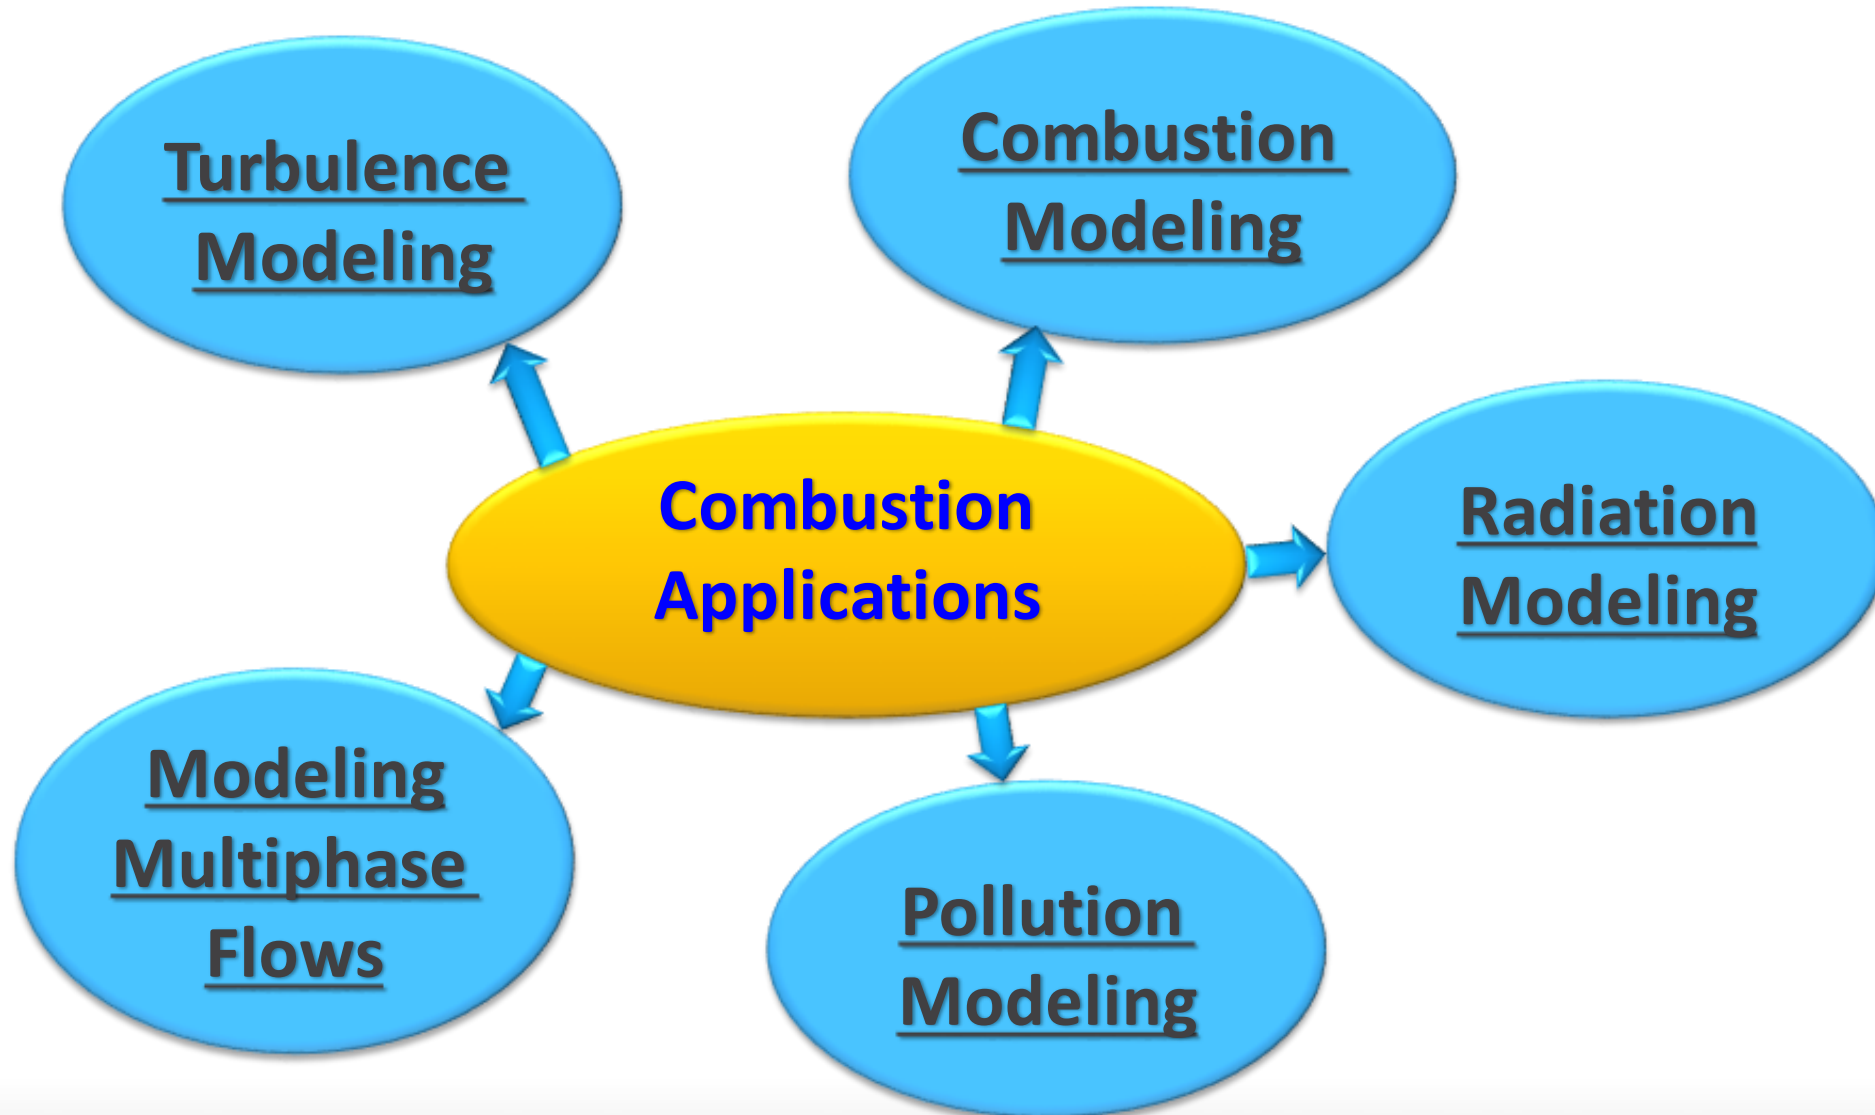 Turbulence
Modeling
Combustion
Modeling
Combustion
Applications
Radiation
Modeling
Modeling
Multiphase
Flows
Pollution
Modeling